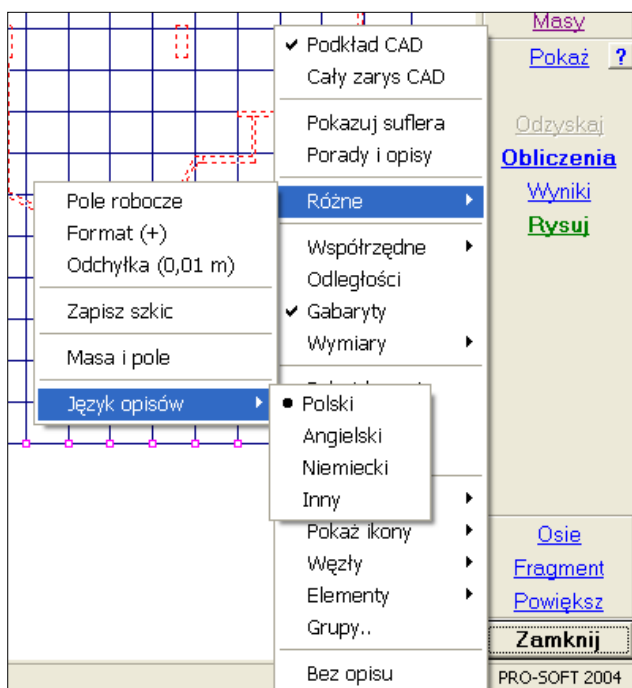 Masy
Pokaż ?
Odzyskaj
Obliczenia
Wyniki
Rysuj
Podkład CAD
Cały zarys CAD
Pokazuj suflera
Porady i opisy
Różne
Współrzędne
Odległości
Gabaryty
Wymiary
Pokaż ikony
Węzły
Elementy
Grupy..
Bez opisu
Pole robocze
Format (+)
Odchyłka (0,01 m)
Zapisz szkic
Masa i pole
Język opisów
Polski
Angielski
Niemiecki
Inny
Osie
Fragment
Powiększ
Zamknij
PRO-SOFT 2004